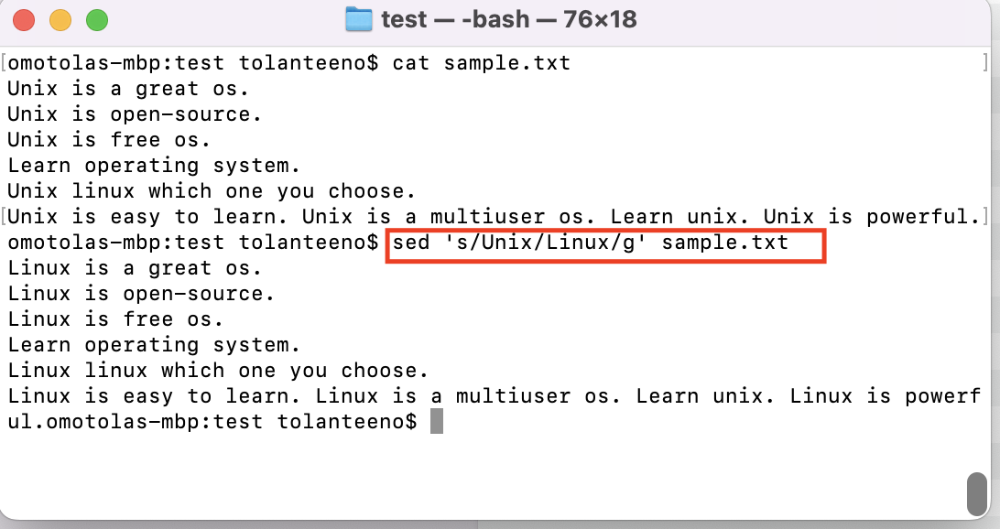 test — -bash — 76×18
[omotolas-mbp:test tolanteeno$ cat sample.txt ]
Unix is a great os.
Unix is open-source.
Unix is free os.
Learn operating system.
Unix linux which one you choose.
[Unix is easy to learn. Unix is a multiuser os. Learn unix. Unix is powerful.]
omotolas-mbp:test tolanteeno$ sed 's/Unix/Linux/g' sample.txt
Linux is a great os.
Linux is open-source.
Linux is free os.
Learn operating system.
Linux linux which one you choose.
Linux is easy to learn. Linux is a multiuser os. Learn unix. Linux is powerf
ul.omotolas-mbp:test tolanteeno$